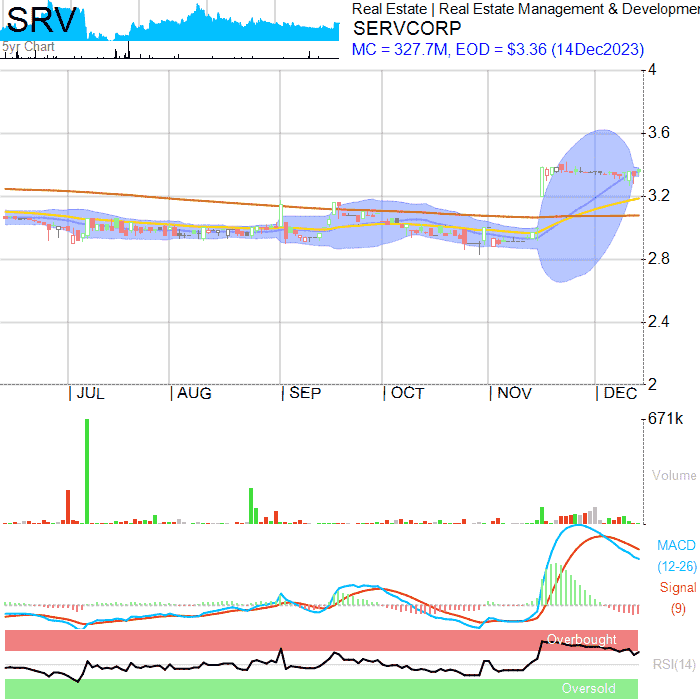 SRV
Real Estate | Real Estate Management & Developmen
SERVCORP
5yr Chart
MC = 327.7M, EOD = $3.36 (14Dec2023)
4
3.6
3.2
2.8
2.4
2
JUL AUG SEP OCT NOV DEC
671k
Volume
MACD
(12-26)
Signal
(9)
Overbought
RSI(14)
Oversold